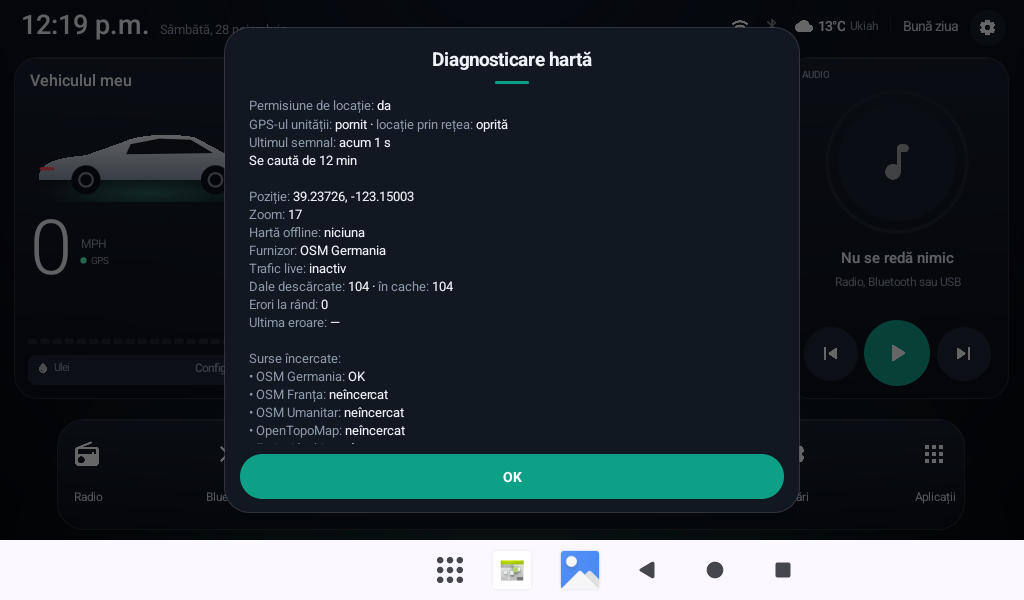 12:19 p.m.
Sâmbătă, 28 noiembrie
13°C Ukiah
Bună ziua
Diagnosticare hartă
Vehiculul meu
AUDIO
Permisiune de locație: da
GPS-ul unității: pornit · locație prin rețea: oprită
Ultimul semnal: acum 1 s
Se caută de 12 min
Poziție: 39.23726, -123.15003
Zoom: 17
Hartă offline: niciuna
Furnizor: OSM Germania
Trafic live: inactiv
Dale descărcate: 104 · în cache: 104
Erori la rând: 0
Ultima eroare: —
Surse încercate:
• OSM Germania: OK
• OSM Franța: neîncercat
• OSM Umanitar: neîncercat
• OpenTopoMap: neîncercat
OK
0
MPH
GPS
Ulei
Config
Nu se redă nimic
Radio, Bluetooth sau USB
Radio
Blue
ări
Aplicații